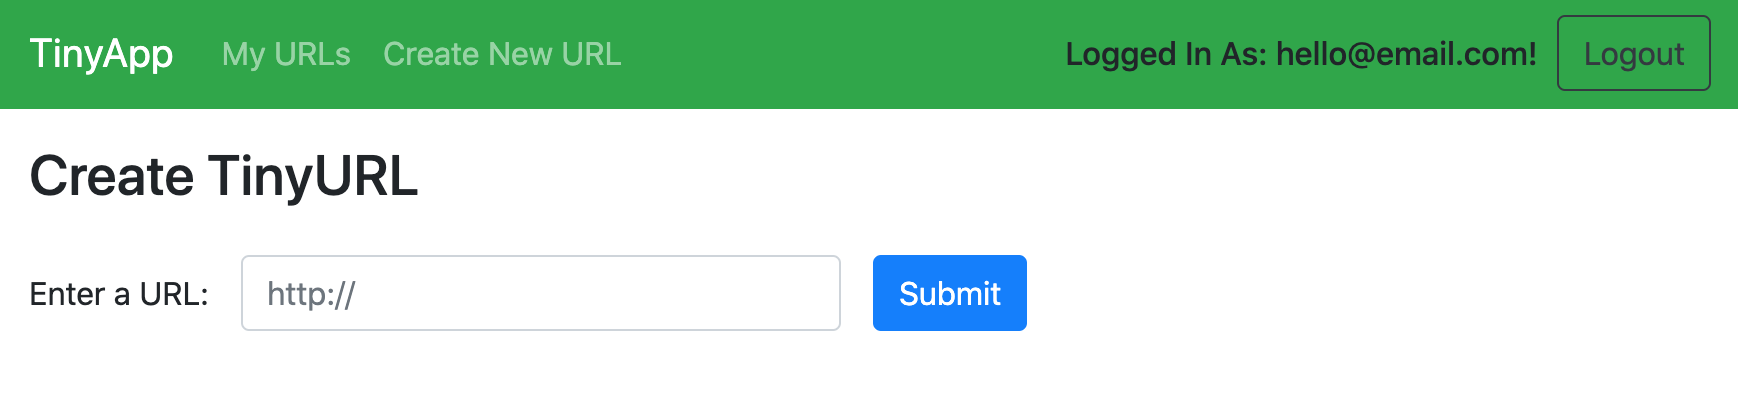 TinyApp My URLs Create New URL Logged In As: hello@email.com! Logout
Create TinyURL
Enter a URL: http:// Submit